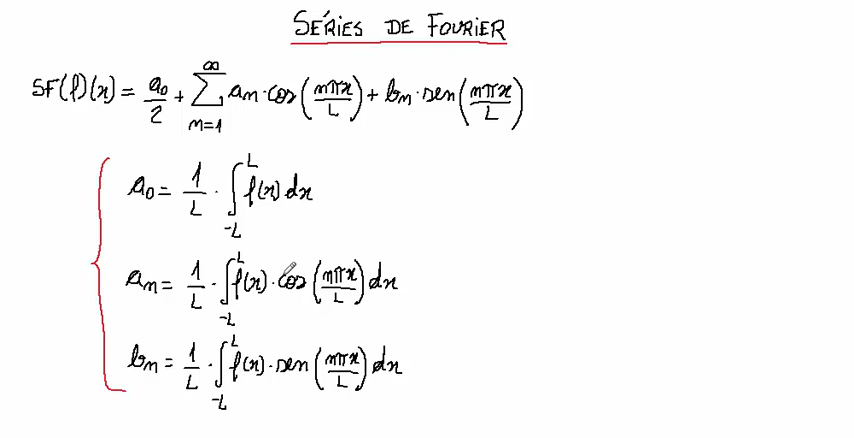 SÉRIES DE FOURIER
SF(f)(x) = a₀/2 + ∑_{n=1}^{∞} aₙ · cos(nπx/L) + bₙ · sen(nπx/L)
a₀ = 1/L · ∫_{-L}^{L} f(x) dx
aₙ = 1/L · ∫_{-L}^{L} f(x) · cos(nπx/L) dx
bₙ = 1/L · ∫_{-L}^{L} f(x) · sen(nπx/L) dx